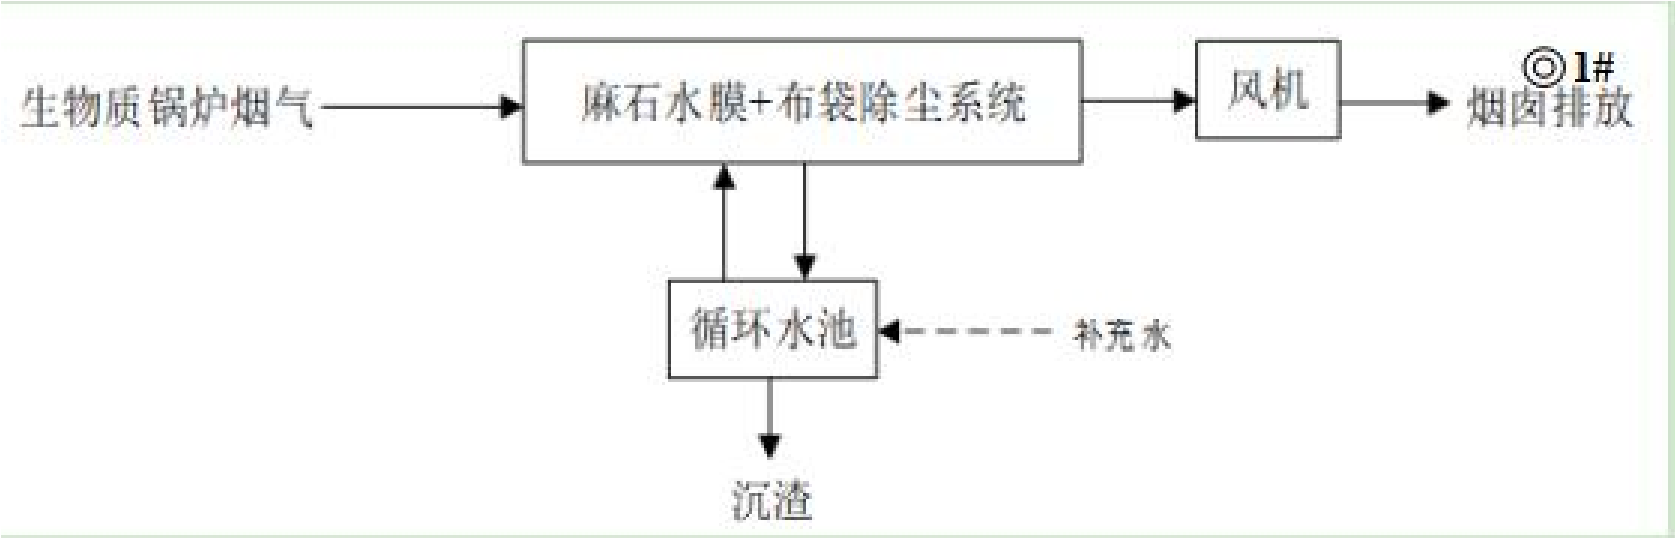 ◎1#
生物质锅炉烟气
麻石水膜+布袋除尘系统
风机
烟囱排放
循环水池
补充水
沉渣